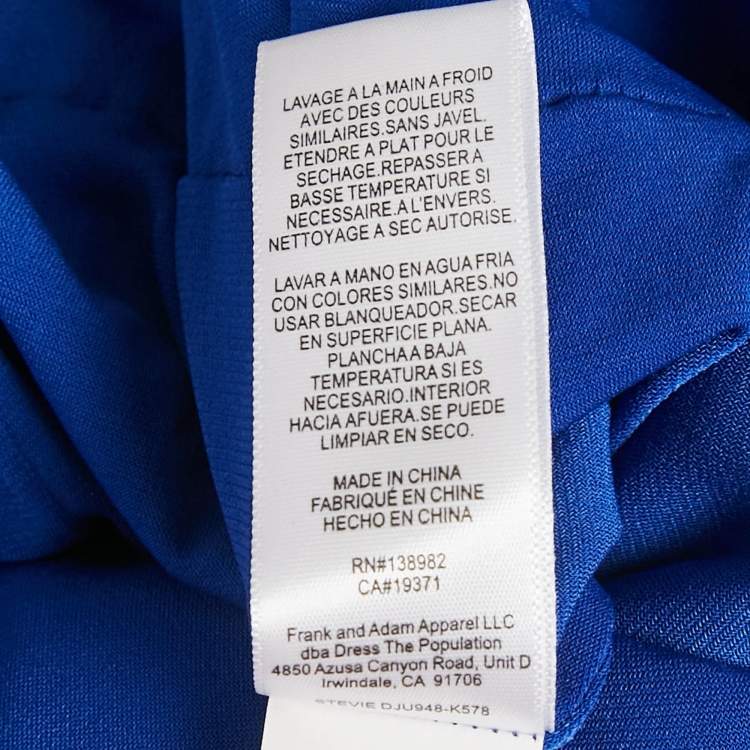 LAVAGE A LA MAIN A FROID
AVEC DES COULEURS
SIMILAIRES.SANS JAVEL.
ETENDRE A PLAT POUR LE
SECHAGE.REPASSER A
BASSE TEMPERATURE SI
NECESSAIRE.A L'ENVERS.
NETTOYAGE A SEC AUTORISE.
LAVAR A MANO EN AGUA FRIA
CON COLORES SIMILARES.NO
USAR BLANQUEADOR.SECAR
EN SUPERFICIE PLANA.
PLANCHA A BAJA
TEMPERATURA SI ES
NECESARIO.INTERIOR
HACIA AFUERA.SE PUEDE
LIMPIAR EN SECO.
MADE IN CHINA
FABRIQUÉ EN CHINE
HECHO EN CHINA
RN#138982
CA#19371
Frank and Adam Apparel LLC
dba Dress The Population
4850 Azusa Canyon Road, Unit D
Irwindale, CA 91706
STEVIE DJU948-K578